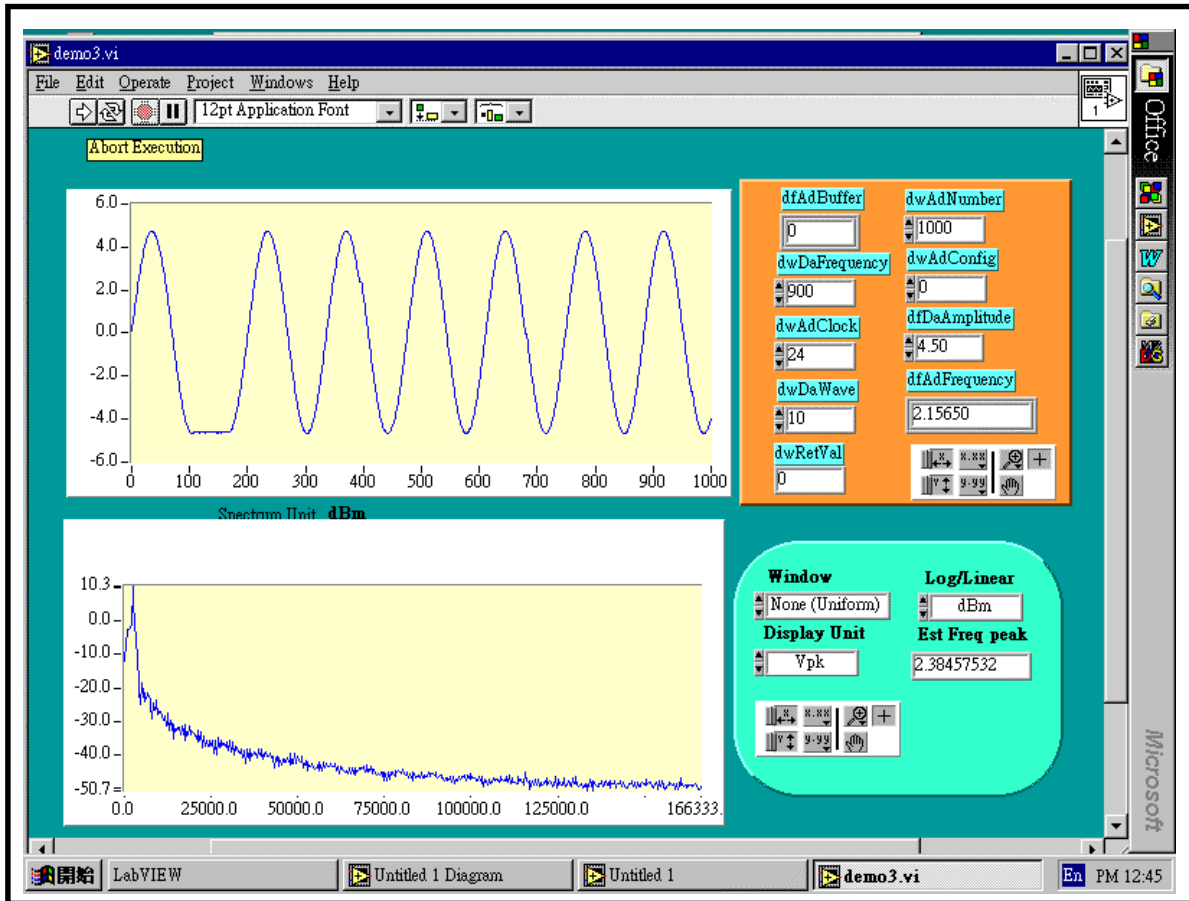 demo3.vi
File Edit Operate Project Windows Help
12pt Application Font
1
Abort Execution
6.0
4.0
2.0
0.0
-2.0
-4.0
-6.0
0 100 200 300 400 500 600 700 800 900 1000
dfAdBuffer
0
dwAdNumber
1000
dwDaFrequency
900
dwAdConfig
0
dwAdClock
24
dfDaAmplitude
4.50
dwDaWave
10
dfAdFrequency
2.15650
dwRetVal
0
Spectrum Unit dBm
10.3
0.0
-10.0
-20.0
-30.0
-40.0
-50.7
0.0 25000.0 50000.0 75000.0 100000.0 125000.0 166333.
Window
None (Uniform)
Log/Linear
dBm
Display Unit
Vpk
Est Freq peak
2.38457532
Office
Microsoft
開始
LabVIEW
Untitled 1 Diagram
Untitled 1
demo3.vi
En PM 12:45